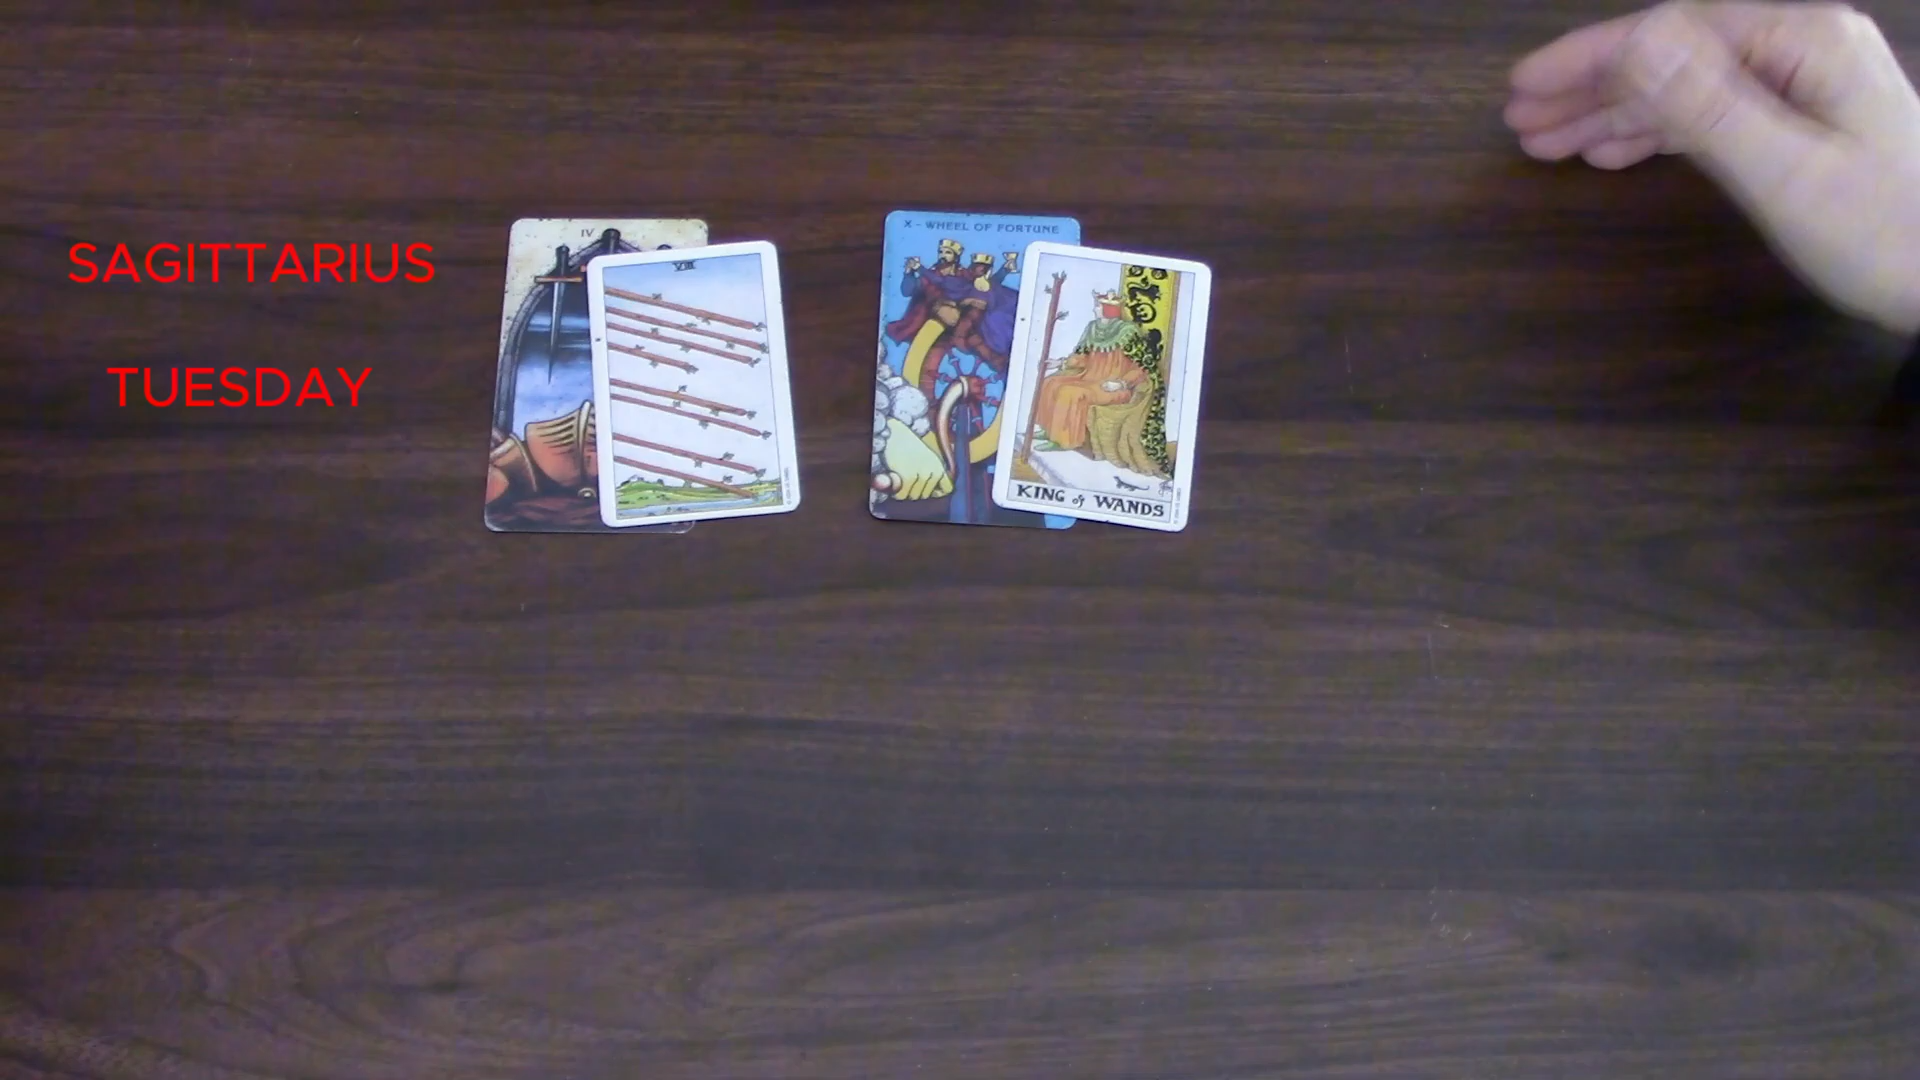 SAGITTARIUS
TUESDAY
IV
VIII
X - WHEEL OF FORTUNE
KING of WANDS